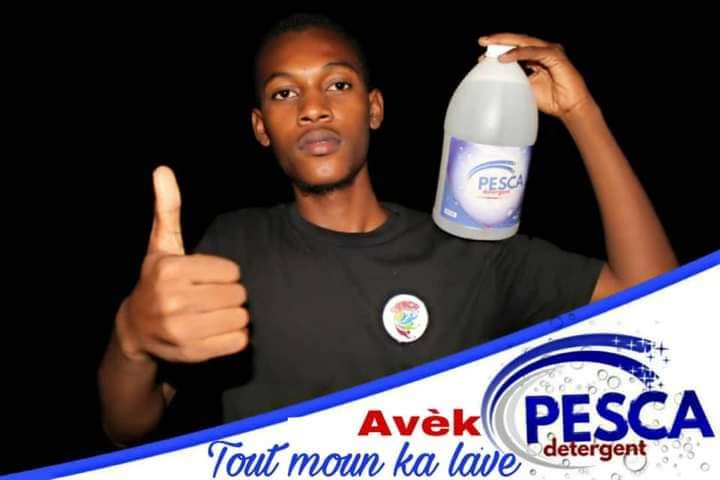 PESCA
detergent
Avèk PESCA
detergent
Tout moun ka lave